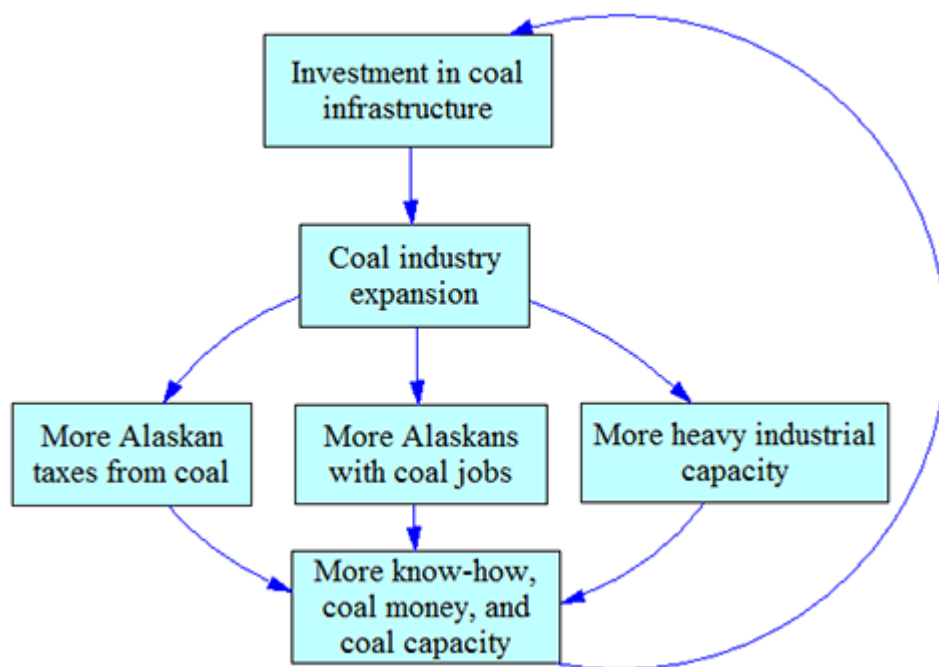 Investment in coal
infrastructure
Coal industry
expansion
More Alaskan
taxes from coal
More Alaskans
with coal jobs
More heavy industrial
capacity
More know-how,
coal money, and
coal capacity